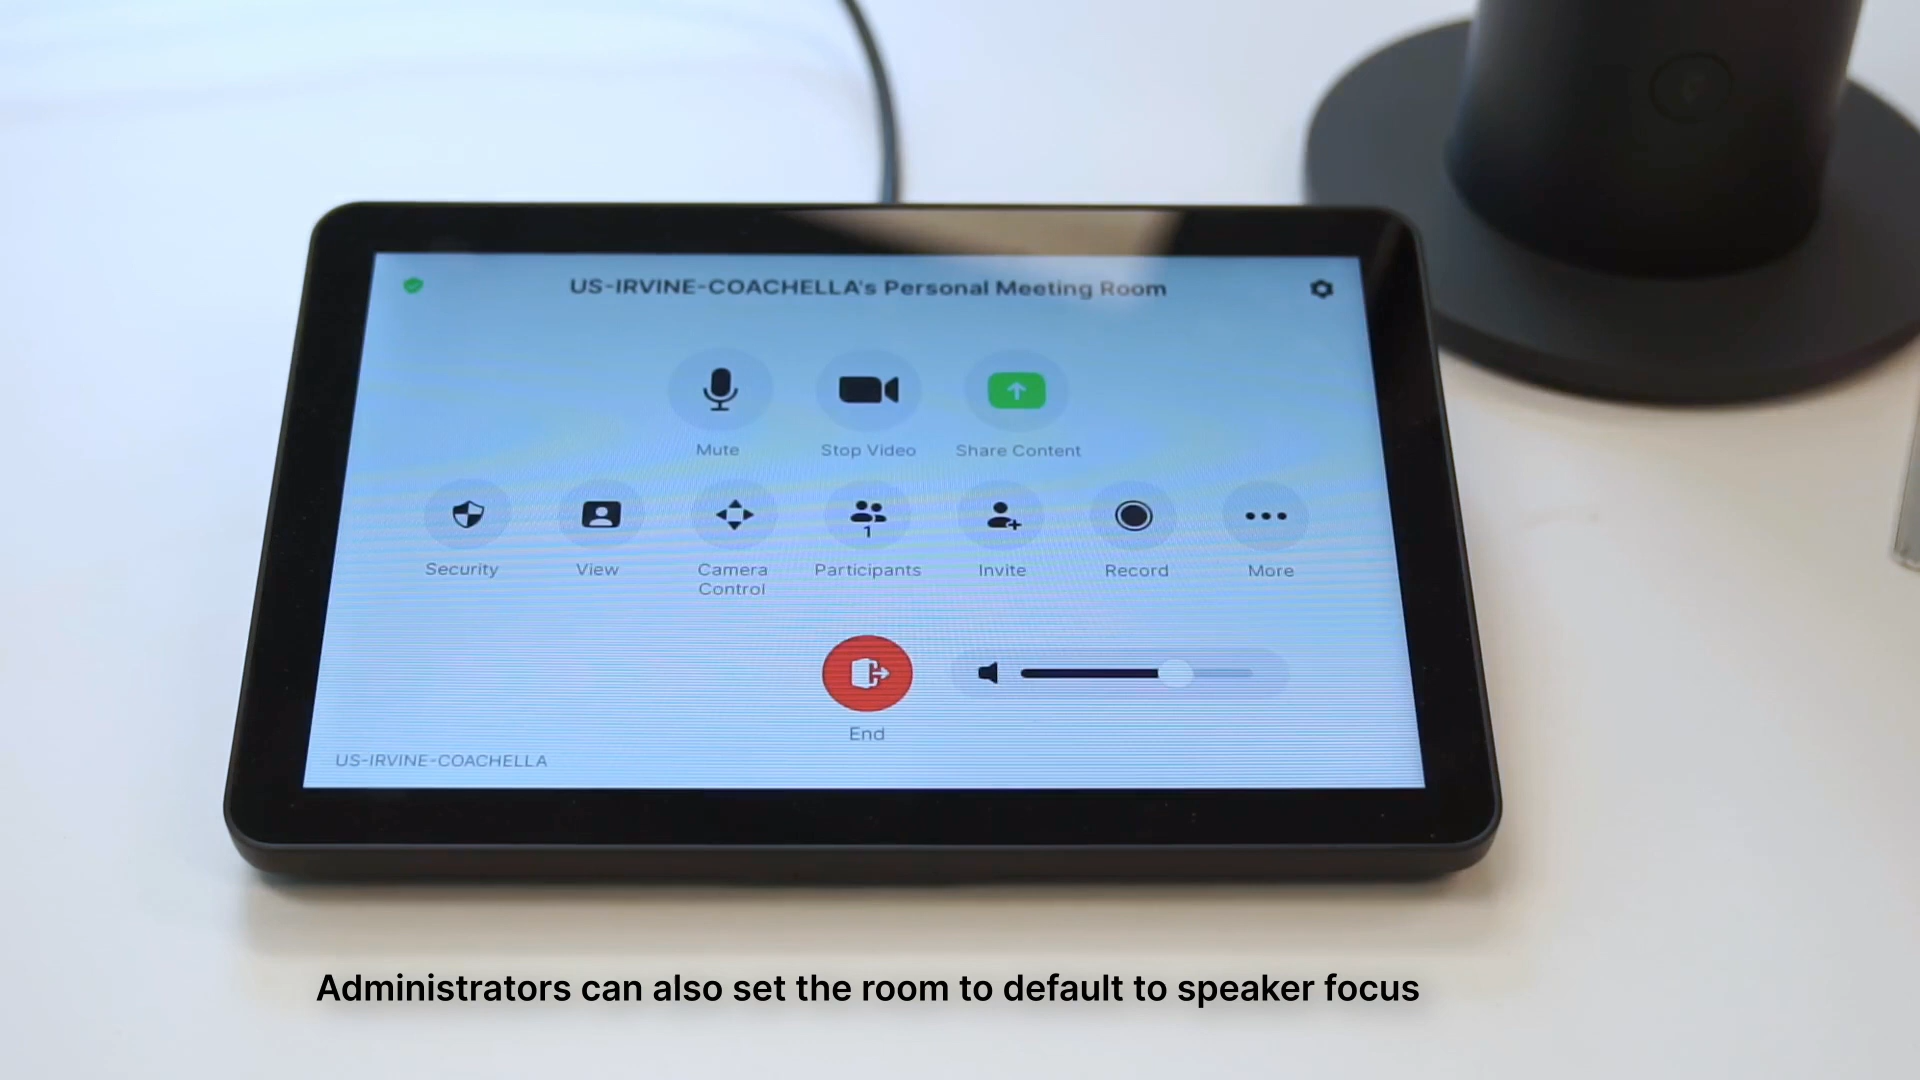 US-IRVINE-COACHELLA's Personal Meeting Room
Mute
Stop Video
Share Content
1
Security
View
Camera
Control
Participants
Invite
Record
More
End
US-IRVINE-COACHELLA
Administrators can also set the room to default to speaker focus